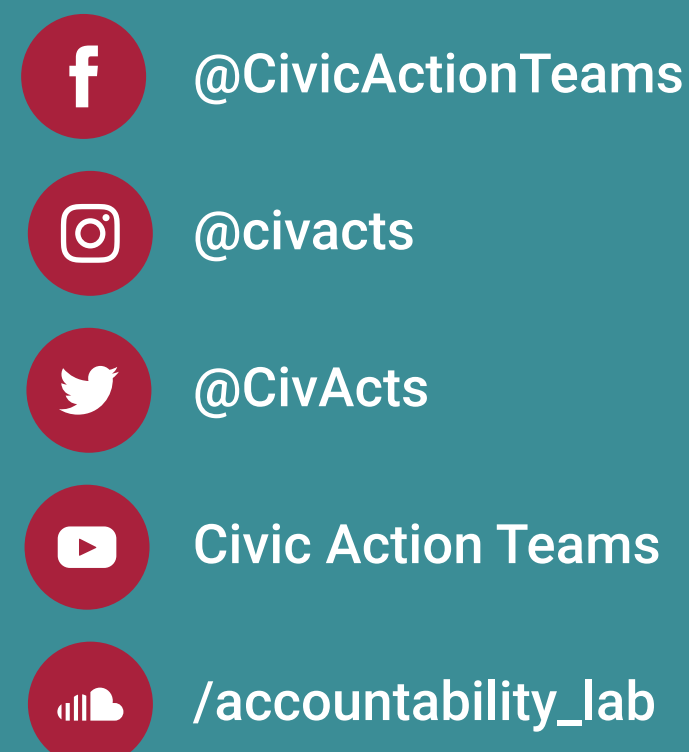 @CivicActionTeams
@civacts
@CivActs
Civic Action Teams
/accountability_lab